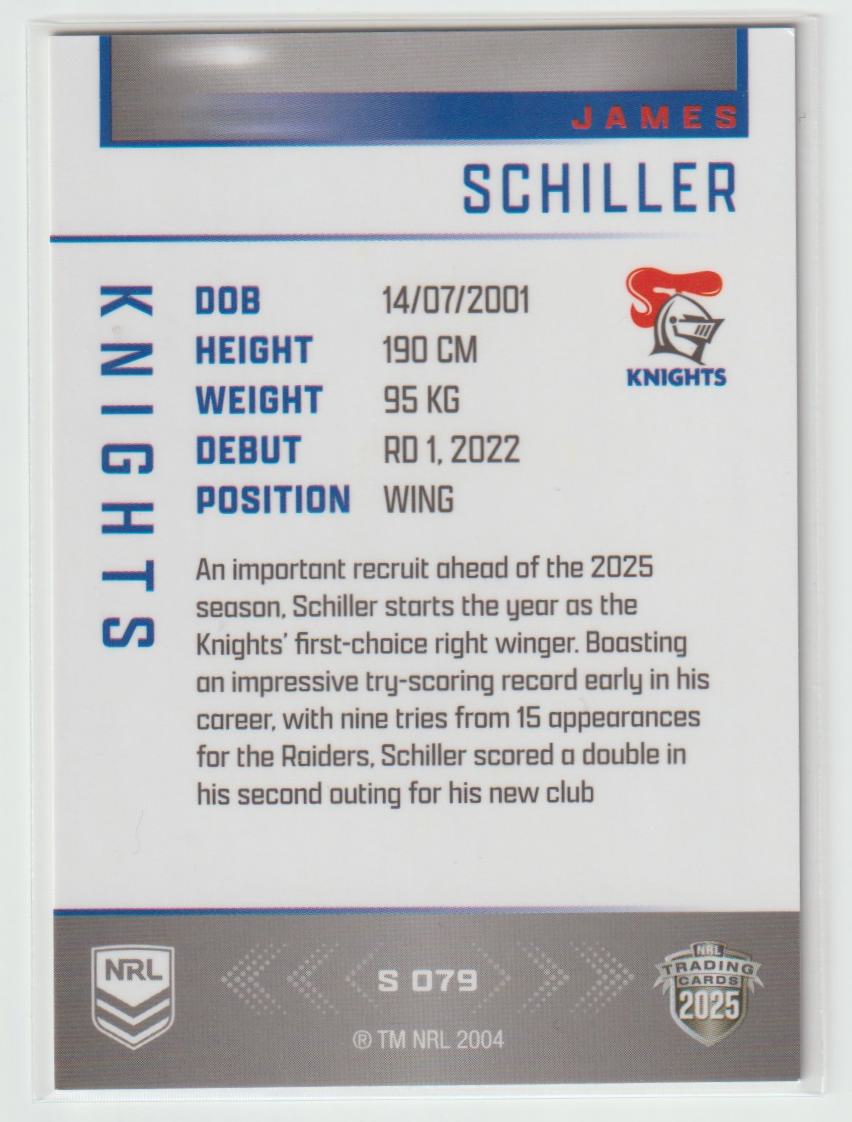 JAMES
SCHILLER
KNIGHTS
DOB 14/07/2001
HEIGHT 190 CM
WEIGHT 95 KG
DEBUT RD 1, 2022
POSITION WING
KNIGHTS
An important recruit ahead of the 2025
season, Schiller starts the year as the
Knights' first-choice right winger. Boasting
an impressive try-scoring record early in his
career, with nine tries from 15 appearances
for the Raiders, Schiller scored a double in
his second outing for his new club
NRL
S 079
® TM NRL 2004
NRL
TRADING
CARDS
2025